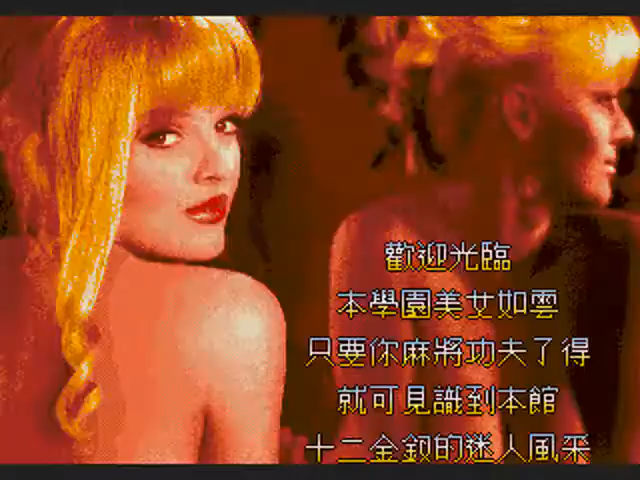 歡迎光臨
本學園美女如雲
只要你麻將功夫了得
就可見識到本館
十二金釵的迷人風采